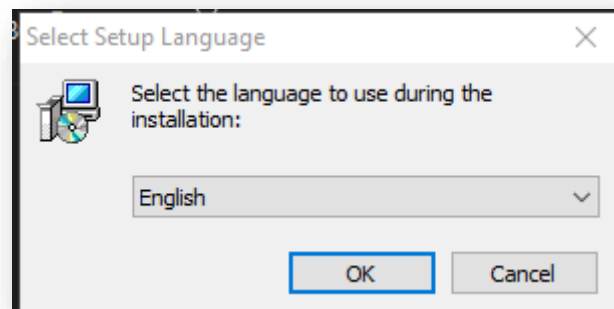 Select Setup Language
Select the language to use during the
installation:
English
OK
Cancel